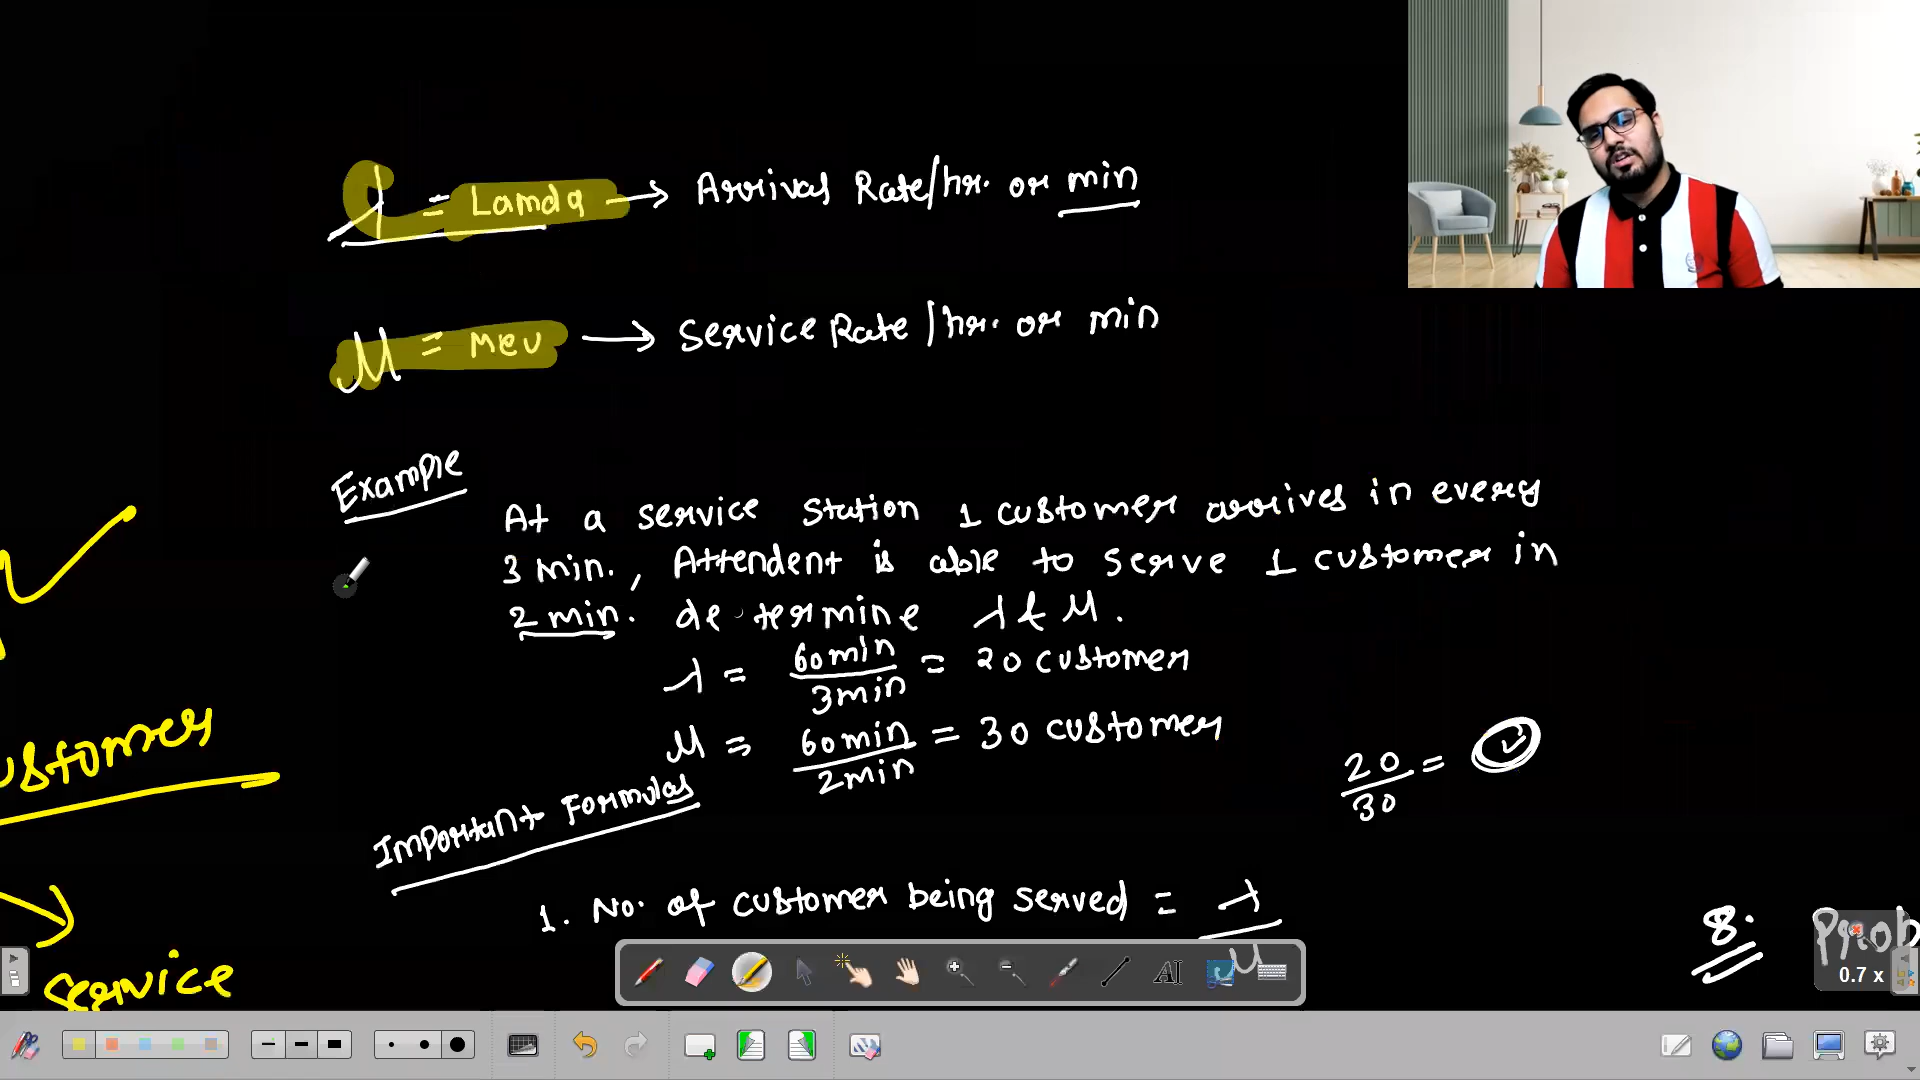 λ = Lamda → Arrival Rate/hr. or min
μ = Meu → Service Rate/hr. or min
Example
At a service station 1 customer arrives in every
3 min., Attendent is able to serve 1 customer in
2 min. determine λ & μ.
λ = 60min/3min = 20 customer
μ = 60min/2min = 30 customer
20/30 =
ustomer
Important Formulas
1. No. of customer being served = λ/μ
8. Prob
Service
0.7 x
AI